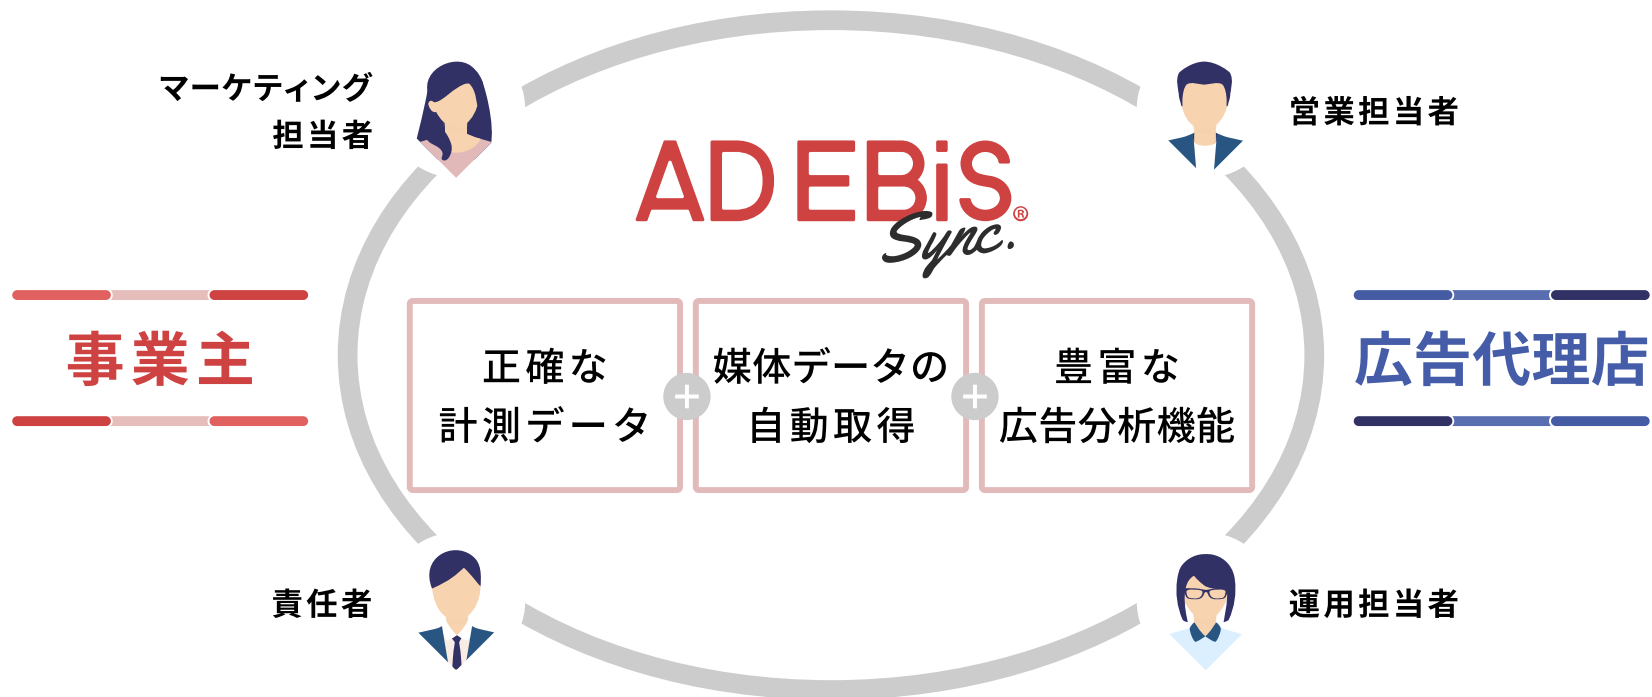 マーケティング
担当者
営業担当者
AD EBiS®
Sync.
事業主
正確な
計測データ
+
媒体データの
自動取得
+
豊富な
広告分析機能
広告代理店
責任者
運用担当者